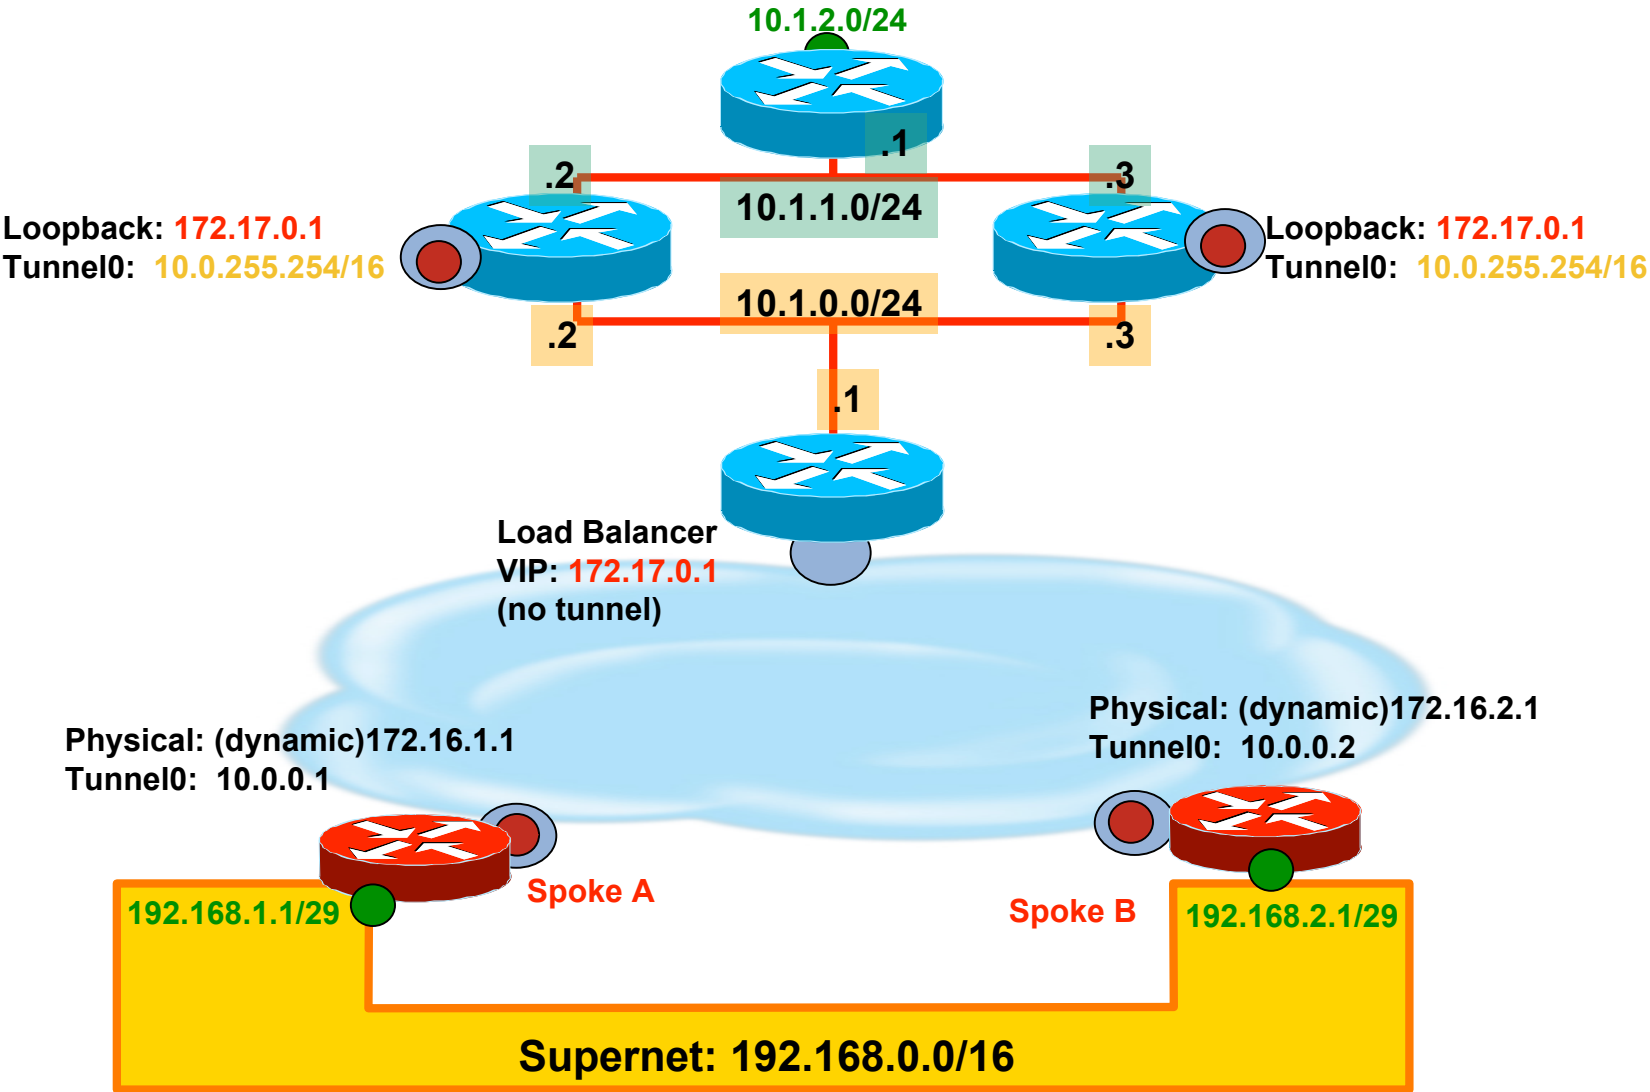 10.1.2.0/24
.1
.2
.3
10.1.1.0/24
Loopback: 172.17.0.1
Tunnel0: 10.0.255.254/16
Loopback: 172.17.0.1
Tunnel0: 10.0.255.254/16
10.1.0.0/24
.2
.3
.1
Load Balancer
VIP: 172.17.0.1
(no tunnel)
Physical: (dynamic)172.16.1.1
Tunnel0: 10.0.0.1
Physical: (dynamic)172.16.2.1
Tunnel0: 10.0.0.2
Spoke A
Spoke B
192.168.1.1/29
192.168.2.1/29
Supernet: 192.168.0.0/16